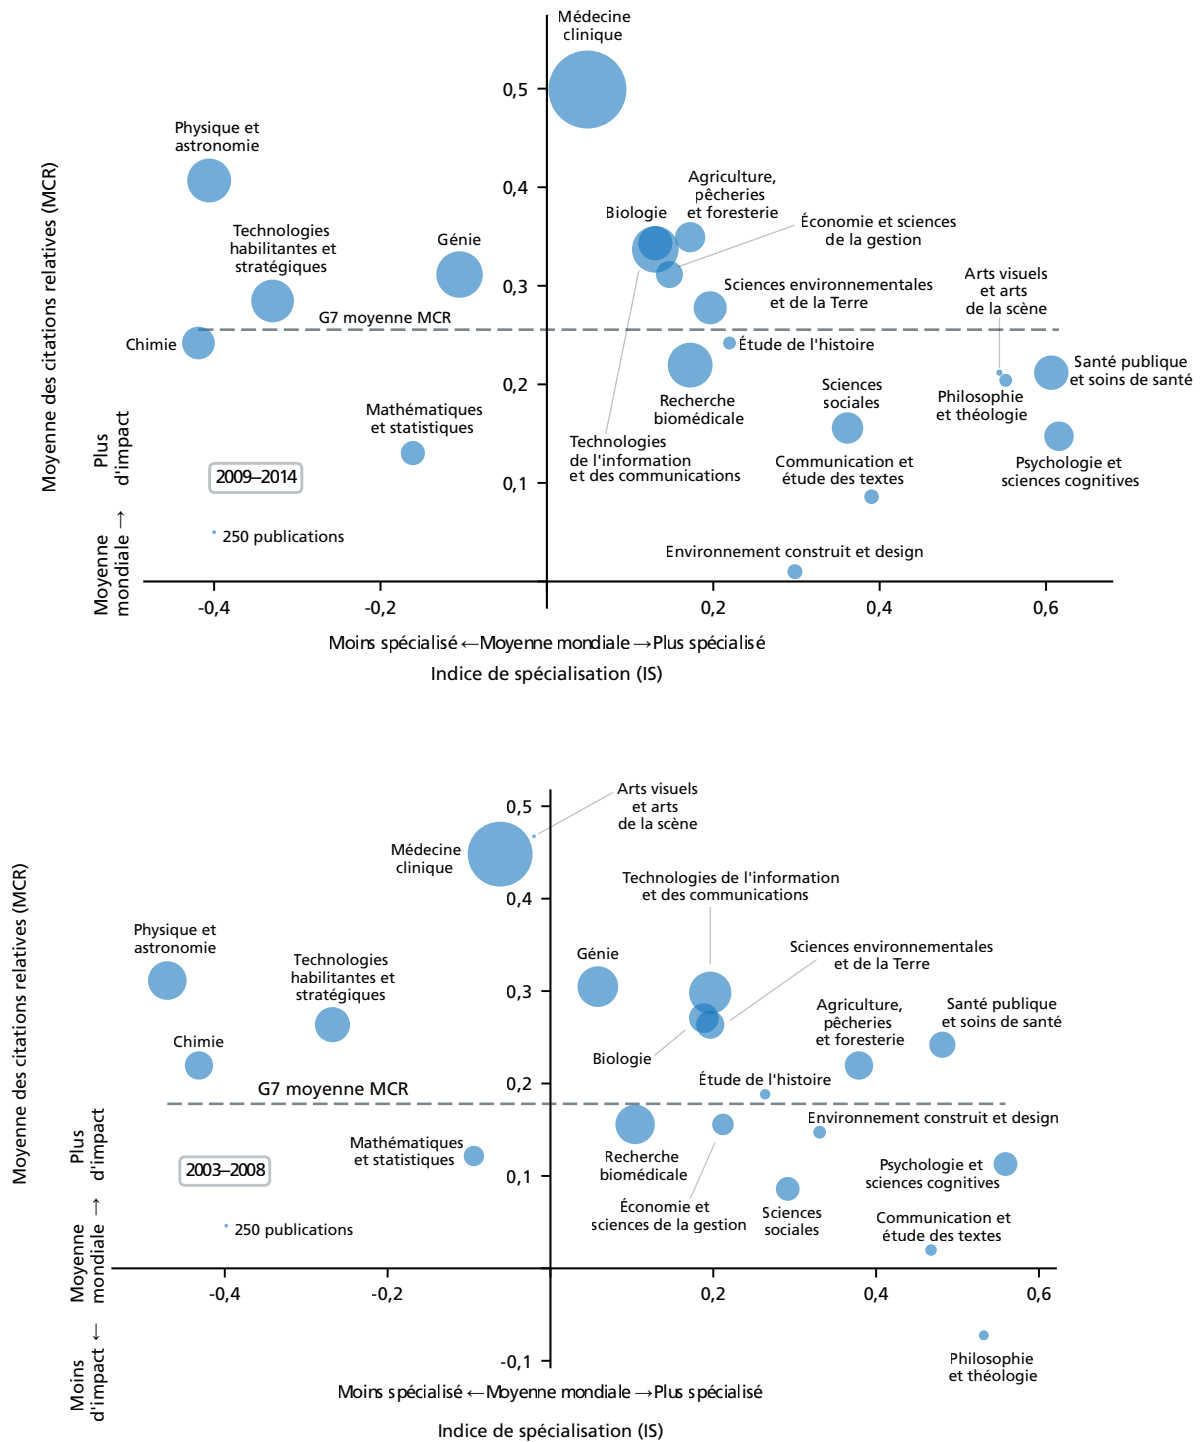 Médecine
clinique
0,5
Physique et
astronomie
0,4
Agriculture,
pêcheries
et foresterie
Biologie
Économie et sciences
de la gestion
Technologies
habilitantes et
stratégiques
Génie
0,3
Sciences environnementales
et de la Terre
Arts visuels
et arts
de la scène
G7 moyenne MCR
Chimie
Étude de l'histoire
Santé publique
et soins de santé
0,2
Sciences
sociales
Philosophie
et théologie
Recherche
biomédicale
Mathématiques
et statistiques
Technologies
de l'information
et des communications
Communication et
étude des textes
Psychologie et
sciences cognitives
2009–2014
0,1
250 publications
Environnement construit et design
Moyenne des citations relatives (MCR)
Plus
d'impact
Moyenne
mondiale →
-0,4
-0,2
0,2
0,4
0,6
Moins spécialisé ←Moyenne mondiale →Plus spécialisé
Indice de spécialisation (IS)
Arts visuels
et arts
de la scène
0,5
Médecine
clinique
Technologies de l'information
et des communications
0,4
Physique et
astronomie
Technologies
habilitantes et
stratégiques
Génie
Sciences environnementales
et de la Terre
0,3
Agriculture,
pêcheries
et foresterie
Santé publique
et soins de santé
Chimie
Biologie
0,2
Étude de l'histoire
G7 moyenne MCR
Environnement construit et design
Mathématiques
et statistiques
Recherche
biomédicale
Psychologie et
sciences cognitives
2003–2008
0,1
Économie et
sciences de la gestion
Sciences
sociales
Communication et
étude des textes
250 publications
Moyenne des citations relatives (MCR)
Plus
d'impact
Moyenne
mondiale →
Moins
d'impact ←
-0,4
-0,2
0,2
0,4
0,6
-0,1
Philosophie
et théologie
Moins spécialisé ←Moyenne mondiale →Plus spécialisé
Indice de spécialisation (IS)